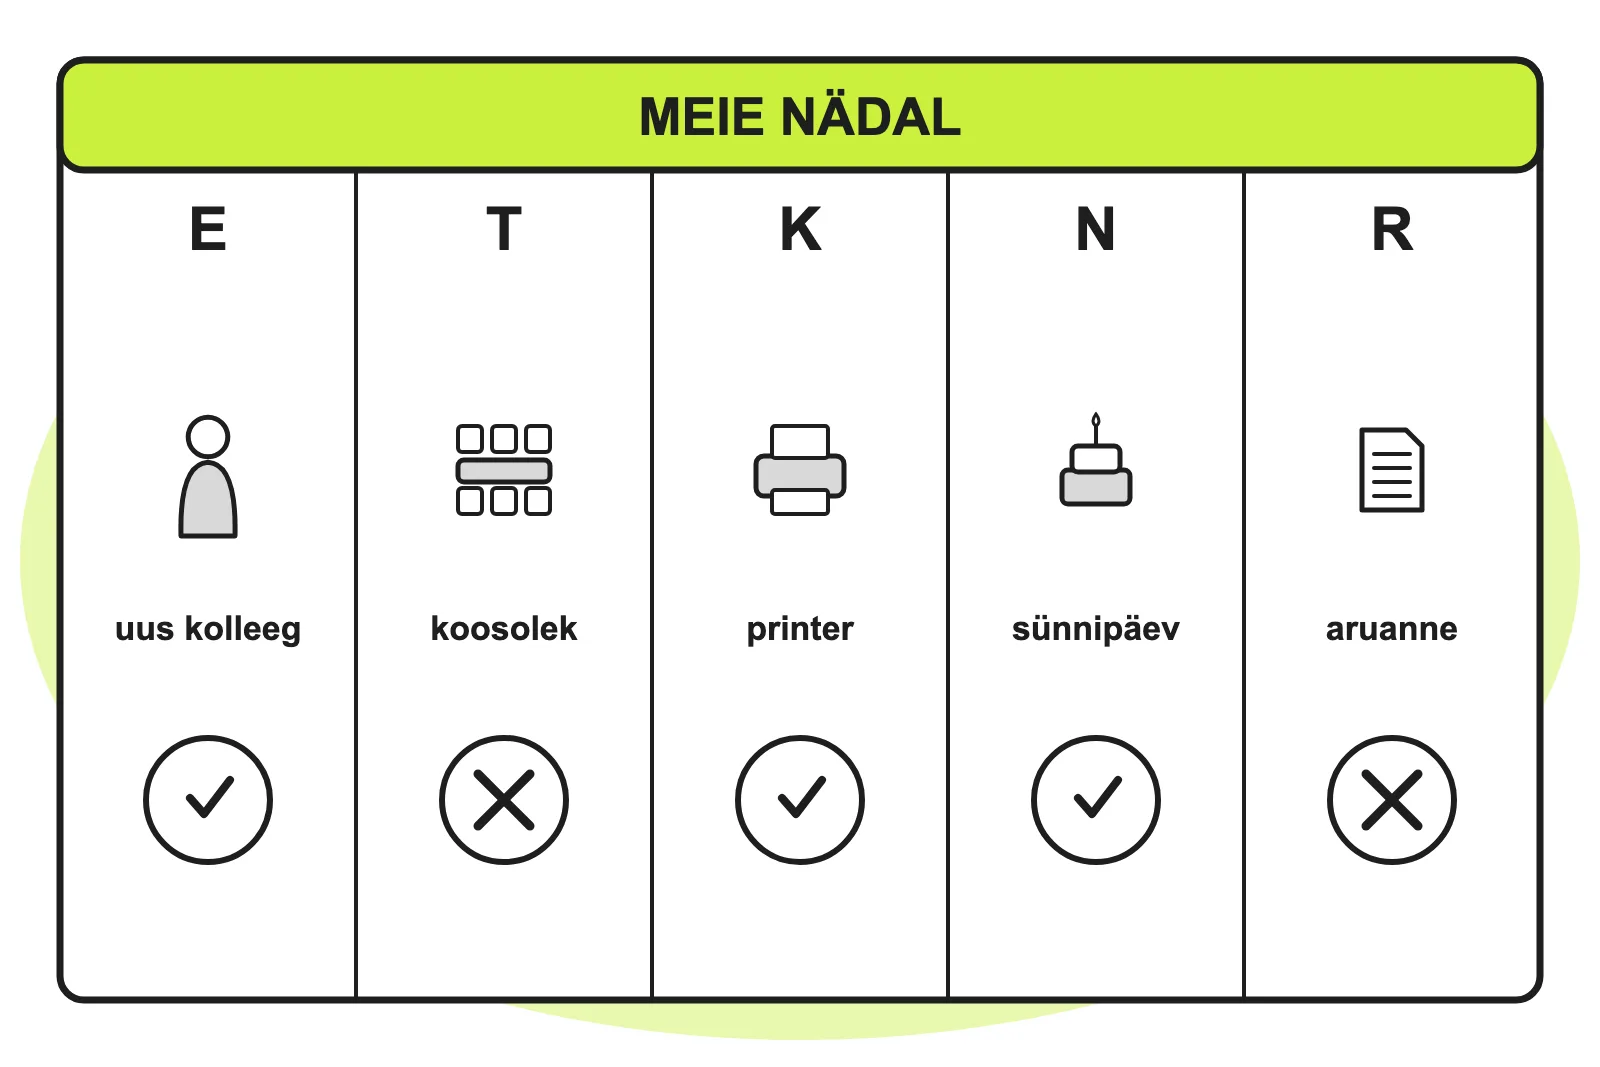 MEIE NÄDAL
E T K N R
uus kolleeg koosolek printer sünnipäev aruanne